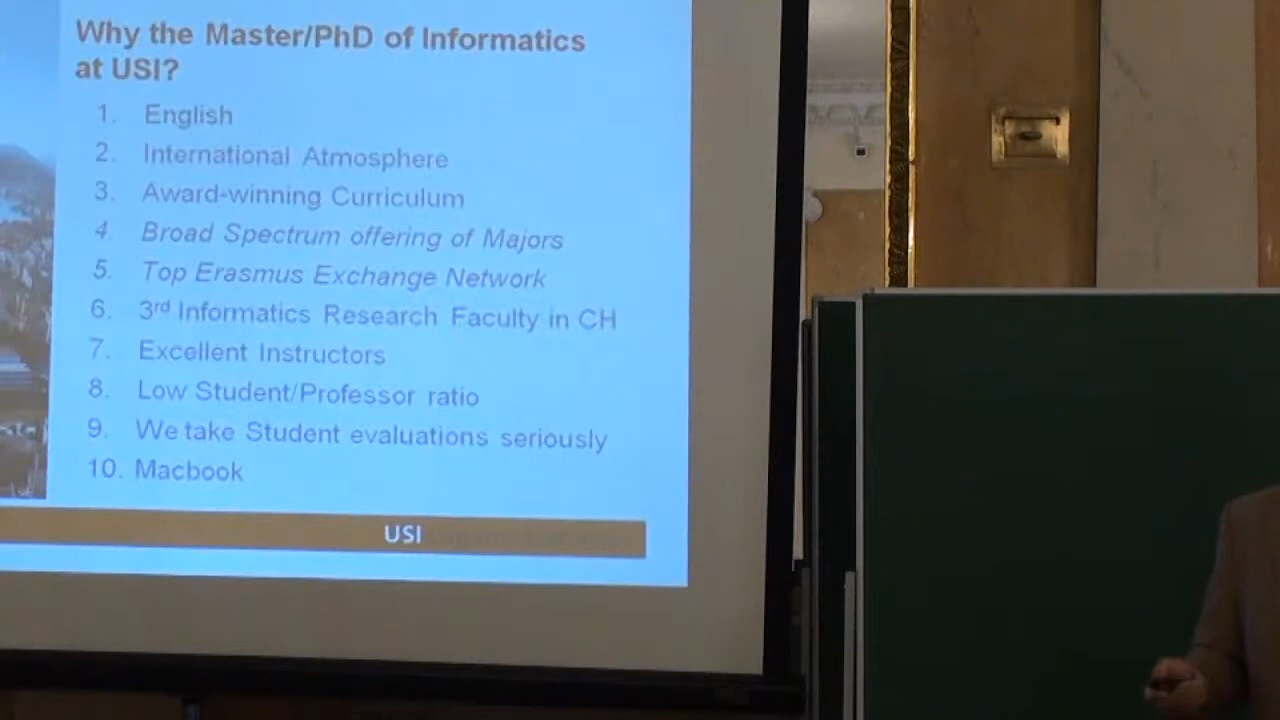 Why the Master/PhD of Informatics
at USI?
1. English
2. International Atmosphere
3. Award-winning Curriculum
4. Broad Spectrum offering of Majors
5. Top Erasmus Exchange Network
6. 3rd Informatics Research Faculty in CH
7. Excellent Instructors
8. Low Student/Professor ratio
9. We take Student evaluations seriously
10. Macbook
USI